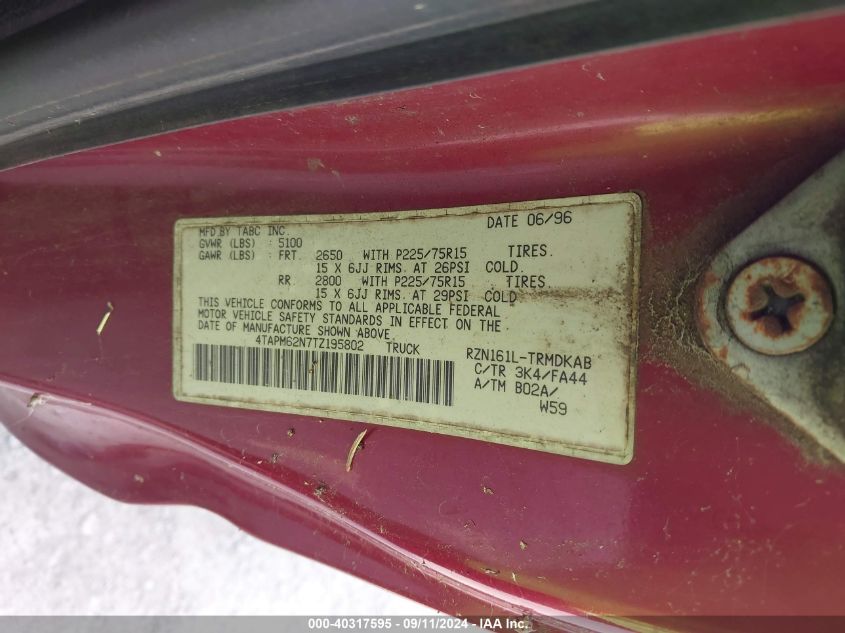 MFD BY TABC INC. DATE 06/96
GVWR (LBS) : 5100
GAWR (LBS) : FRT. 2650 WITH P225/75R15 TIRES.
15 X 6JJ RIMS AT 26PSI COLD.
RR 2800 WITH P225/75R15 TIRES.
15 X 6JJ RIMS AT 29PSI COLD
THIS VEHICLE CONFORMS TO ALL APPLICABLE FEDERAL
MOTOR VEHICLE SAFETY STANDARDS IN EFFECT ON THE
DATE OF MANUFACTURE SHOWN ABOVE.
4TAPM62N7TZ195802 TRUCK RZN161L-TRMDKAB
C/TR 3K4/FA44
A/TM B02A/
W59
000-40317595 - 09/11/2024 - IAAI.COM